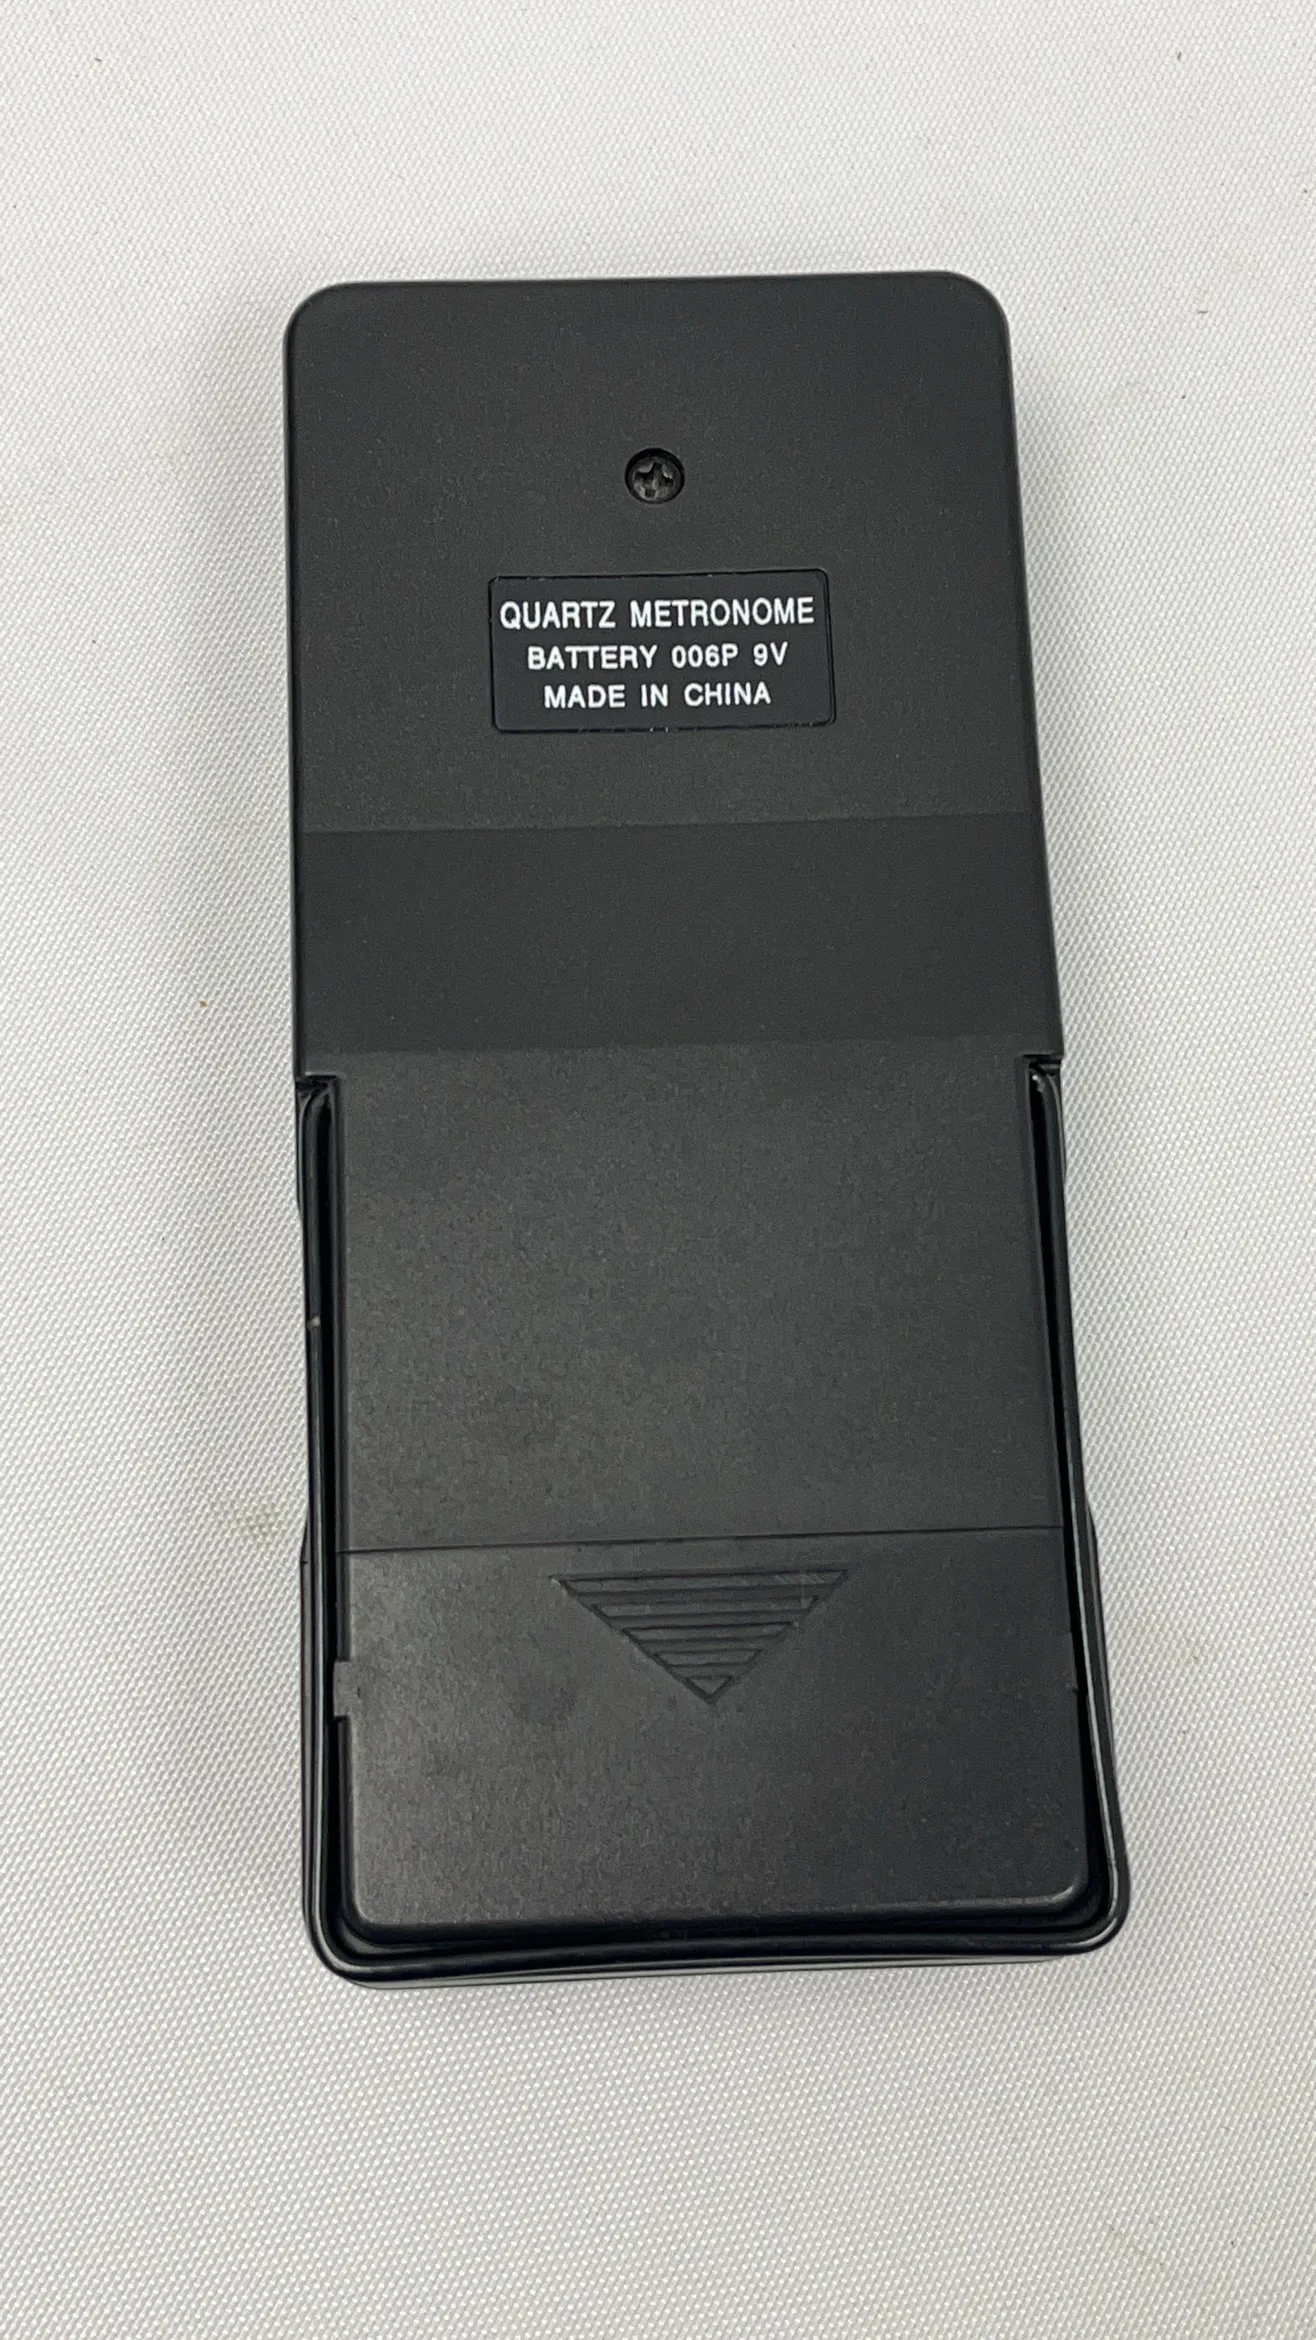 QUARTZ METRONOME
BATTERY 006P 9V
MADE IN CHINA